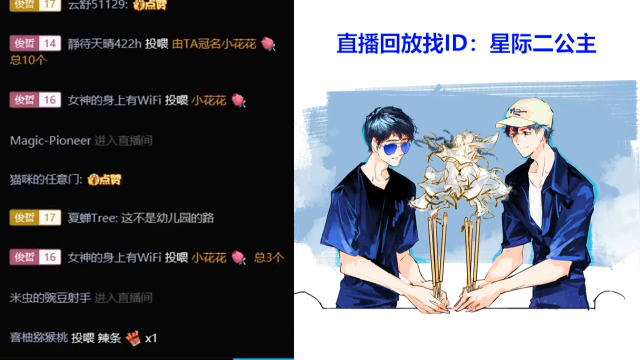 俊哲 17 云舒51129: 点赞
俊哲 14 静待天晴422h 投喂 由TA冠名小花花
总10个
俊哲 16 女神的身上有WiFi 投喂 小花花
Magic-Pioneer 进入直播间
猫咪的任意门: 点赞
俊哲 17 夏蝉Tree: 这不是幼儿园的路
俊哲 16 女神的身上有WiFi 投喂 小花花 总3个
米虫的豌豆射手 进入直播间
喜柚猕猴桃 投喂 辣条 x1
直播回放找ID：星际二公主